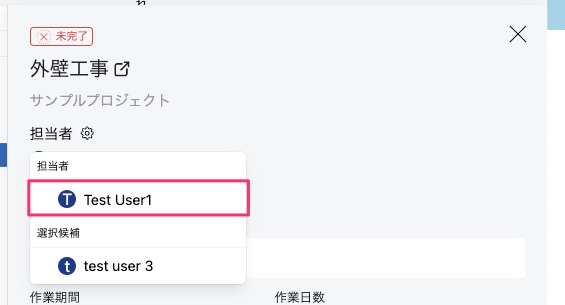 未完了
外壁工事
サンプルプロジェクト
担当者
担当者
T Test User1
選択候補
t test user 3
作業期間 作業日数